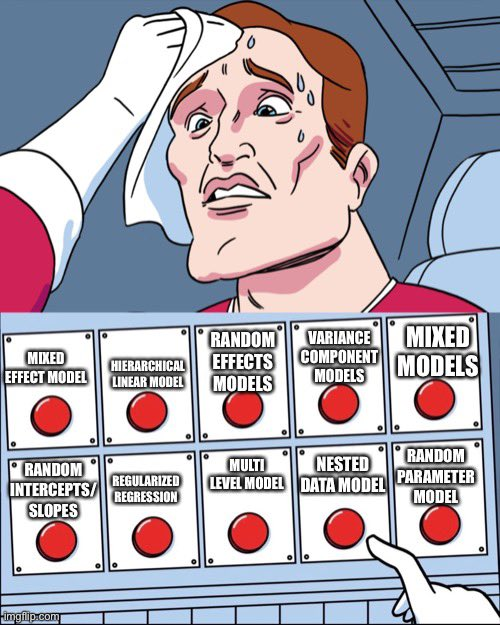 MIXED
EFFECT MODEL
HIERARCHICAL
LINEAR MODEL
RANDOM
EFFECTS
MODELS
VARIANCE
COMPONENT
MODELS
MIXED
MODELS
RANDOM
INTERCEPTS/
SLOPES
REGULARIZED
REGRESSION
MULTI
LEVEL MODEL
NESTED
DATA MODEL
RANDOM
PARAMETER
MODEL
imgflip.com